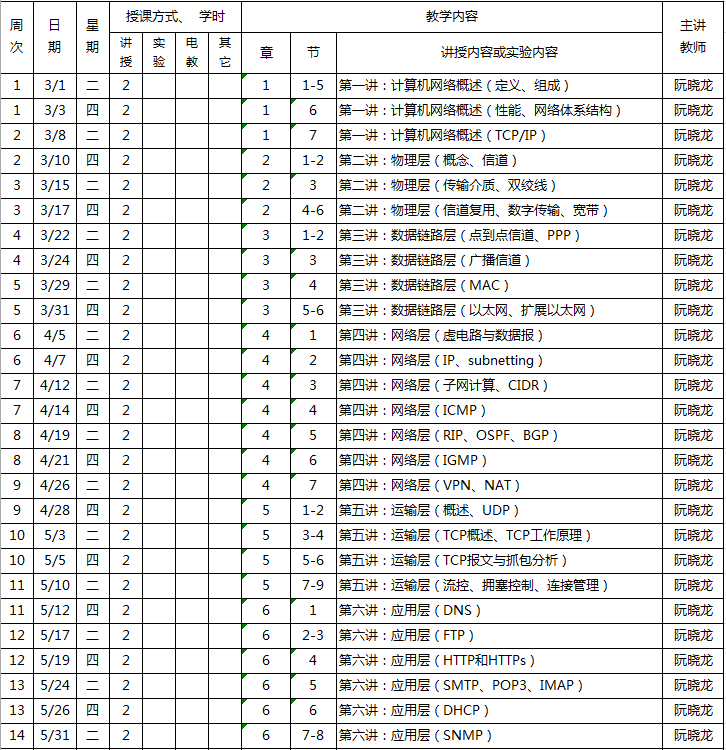 周次 日期 星期 授课方式、 学时 教学内容 主讲教师
讲授 实验 电教 其它 章 节 讲授内容或实验内容
1 3/1 二 2 1 1-5 第一讲：计算机网络概述（定义、组成） 阮晓龙
1 3/3 四 2 1 6 第一讲：计算机网络概述（性能、网络体系结构） 阮晓龙
2 3/8 二 2 1 7 第一讲：计算机网络概述（TCP/IP） 阮晓龙
2 3/10 四 2 2 1-2 第二讲：物理层（概念、信道） 阮晓龙
3 3/15 二 2 2 3 第二讲：物理层（传输介质、双绞线） 阮晓龙
3 3/17 四 2 2 4-6 第二讲：物理层（信道复用、数字传输、宽带） 阮晓龙
4 3/22 二 2 3 1-2 第三讲：数据链路层（点到点信道、PPP） 阮晓龙
4 3/24 四 2 3 3 第三讲：数据链路层（广播信道） 阮晓龙
5 3/29 二 2 3 4 第三讲：数据链路层（MAC） 阮晓龙
5 3/31 四 2 3 5-6 第三讲：数据链路层（以太网、扩展以太网） 阮晓龙
6 4/5 二 2 4 1 第四讲：网络层（虚电路与数据报） 阮晓龙
6 4/7 四 2 4 2 第四讲：网络层（IP、subnetting） 阮晓龙
7 4/12 二 2 4 3 第四讲：网络层（子网计算、CIDR） 阮晓龙
7 4/14 四 2 4 4 第四讲：网络层（ICMP） 阮晓龙
8 4/19 二 2 4 5 第四讲：网络层（RIP、OSPF、BGP） 阮晓龙
8 4/21 四 2 4 6 第四讲：网络层（IGMP） 阮晓龙
9 4/26 二 2 4 7 第四讲：网络层（VPN、NAT） 阮晓龙
9 4/28 四 2 5 1-2 第五讲：运输层（概述、UDP） 阮晓龙
10 5/3 二 2 5 3-4 第五讲：运输层（TCP概述、TCP工作原理） 阮晓龙
10 5/5 四 2 5 5-6 第五讲：运输层（TCP报文与抓包分析） 阮晓龙
11 5/10 二 2 5 7-9 第五讲：运输层（流控、拥塞控制、连接管理） 阮晓龙
11 5/12 四 2 6 1 第六讲：应用层（DNS） 阮晓龙
12 5/17 二 2 6 2-3 第六讲：应用层（FTP） 阮晓龙
12 5/19 四 2 6 4 第六讲：应用层（HTTP和HTTPs） 阮晓龙
13 5/24 二 2 6 5 第六讲：应用层（SMTP、POP3、IMAP） 阮晓龙
13 5/26 四 2 6 6 第六讲：应用层（DHCP） 阮晓龙
14 5/31 二 2 6 7-8 第六讲：应用层（SNMP） 阮晓龙